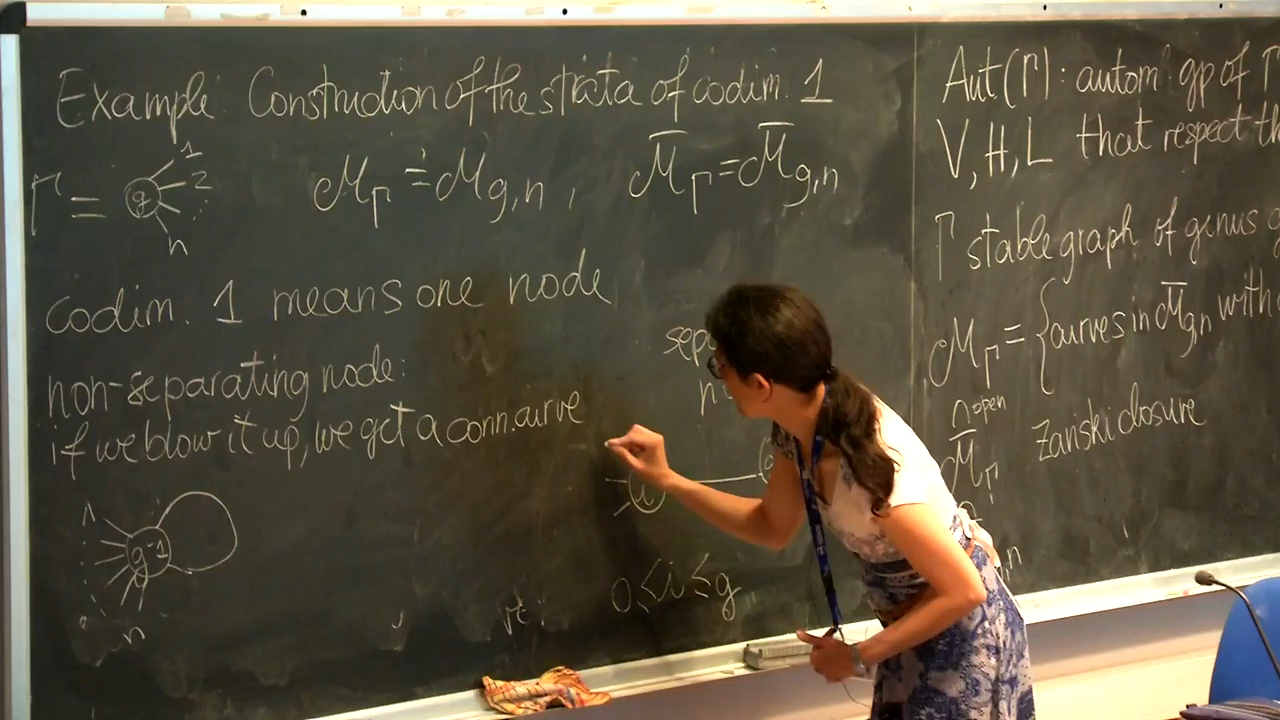 Example: Construction of the strata of codim. 1
Γ = g 1 2 n
M_Γ = M_{g,n}, M̄_Γ = M̄_{g,n}
codim. 1 means one node
non-separating node:
if we blow it up, we get a conn. curve
1 g-1 n
i
0≤i≤g
Aut(Γ): autom. gp of Γ
V, H, L that respect th
Γ stable graph of genus g
M_Γ = {curves in M̄_{g,n} with
∩open
M̄_Γ Zariski closure